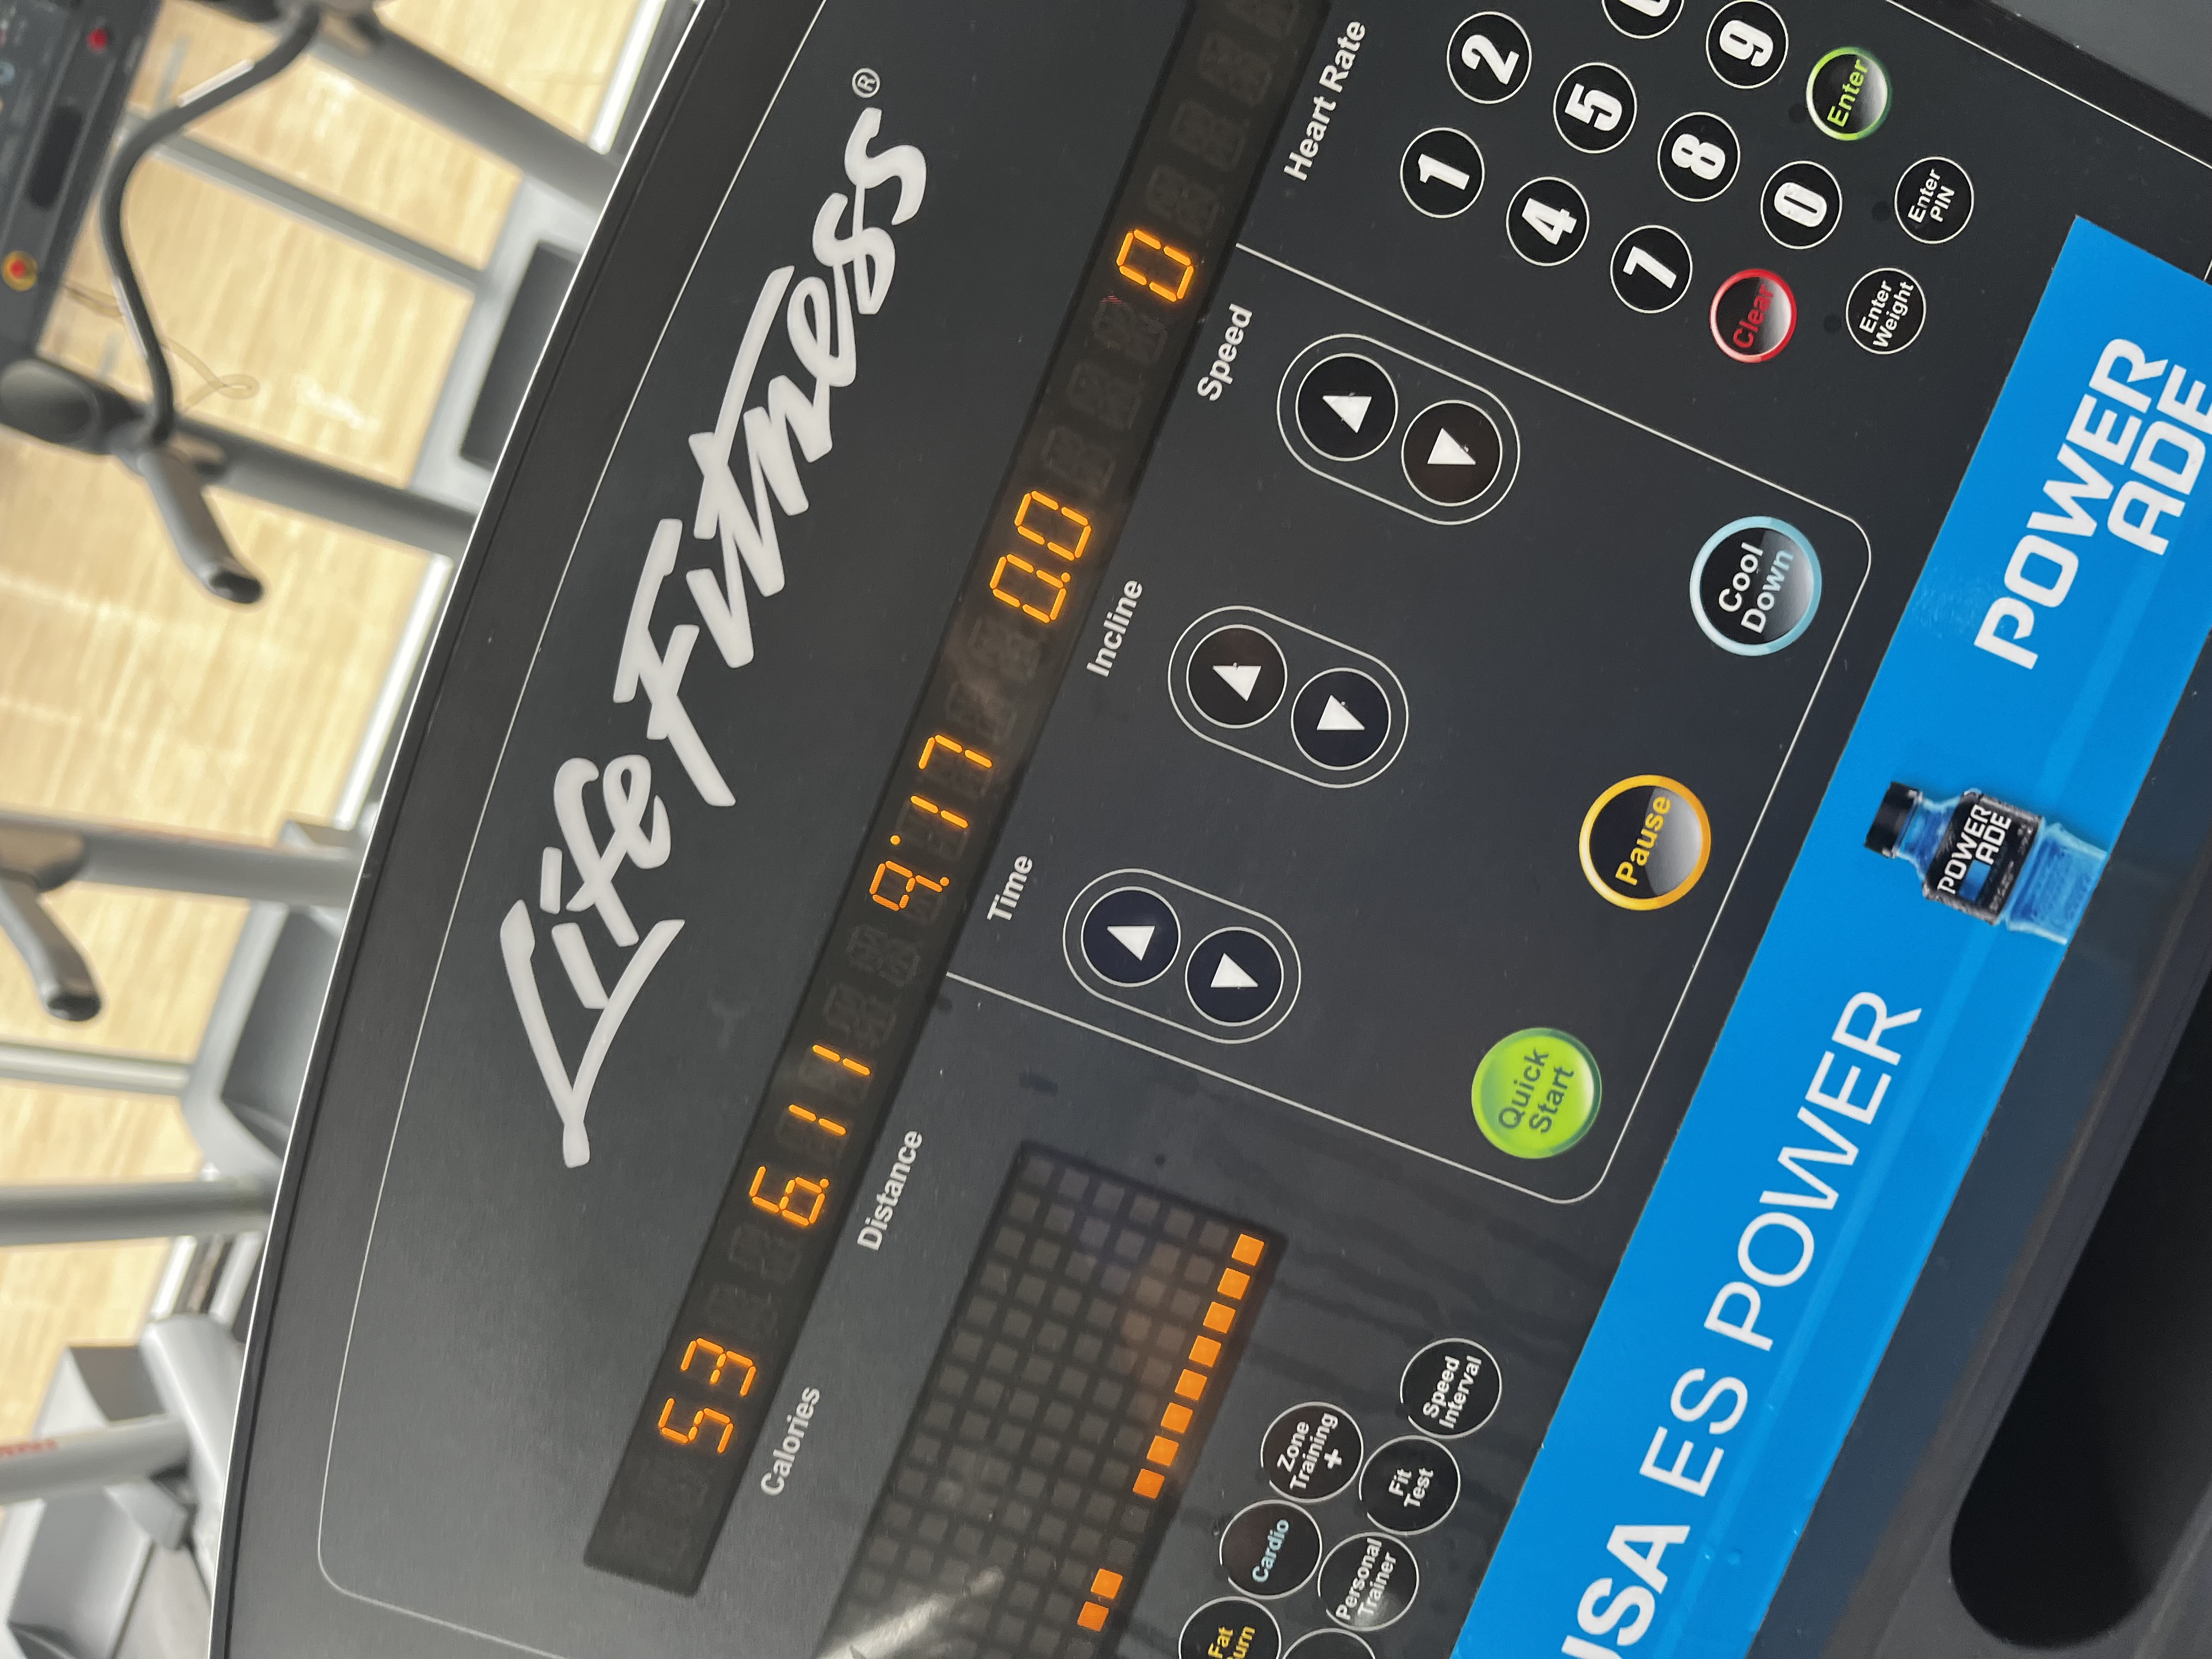 Life Fitness®
53 6.11 9:17 0.0 0
Calories
Distance
Time
Incline
Speed
Heart Rate
Fat
Cardio
Zone
Training
+
Personal
Trainer
Fit
Test
Speed
Interval
Quick
Start
Pause
Cool
Down
1 2
4 5
7 8 9
Clear 0 Enter
Enter
Weight
Enter
PIN
ES POWER
POWER
ADE
POWER
ADE